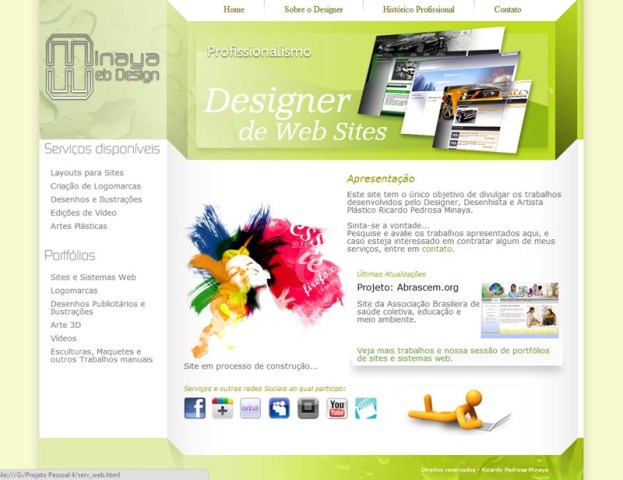 Home Sobre o Designer Histórico Profissional Contato
Minaya
Web Design
Profissionalismo
Designer
de Web Sites
Serviços disponíveis
Layouts para Sites
Criação de Logomarcas
Desenhos e Ilustrações
Edições de Vídeo
Artes Plásticas
Portfólios
Sites e Sistemas Web
Logomarcas
Desenhos Publicitários e
Ilustrações
Arte 3D
Vídeos
Esculturas, Maquetes e
outros Trabalhos manuais
Apresentação
Este site tem o único objetivo de divulgar os trabalhos
desenvolvidos pelo Designer, Desenhista e Artista
Plástico Ricardo Pedrosa Minaya.
Sinta-se a vontade...
Pesquise e avalie os trabalhos apresentados aqui, e
caso esteja interessado em contratar algum de meus
serviços, entre em contato.
firefox
Últimas Atualizações
Projeto: Abrascem.org
Site da Associação Brasileira de
saúde coletiva, educação e
meio ambiente.
Veja mais trabalhos e nossa sessão de portfólios
de sites e sistemas web.
Site em processo de construção...
Serviços e outras redes Sociais ao qual participo:
orkut
You
Tube
Direitos reservados - Ricardo Pedrosa Minaya
ile:///G:/Projeto Pessoal 4/serv_web.html